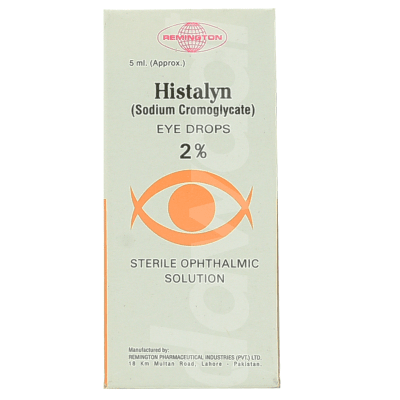 REMINGTON
5 ml. (Approx.)
Histalyn
(Sodium Cromoglycate)
EYE DROPS
2%
STERILE OPHTHALMIC
SOLUTION
Manufactured by:
REMINGTON PHARMACEUTICAL INDUSTRIES (PVT.) LTD.
18 Km Multan Road, Lahore - Pakistan.